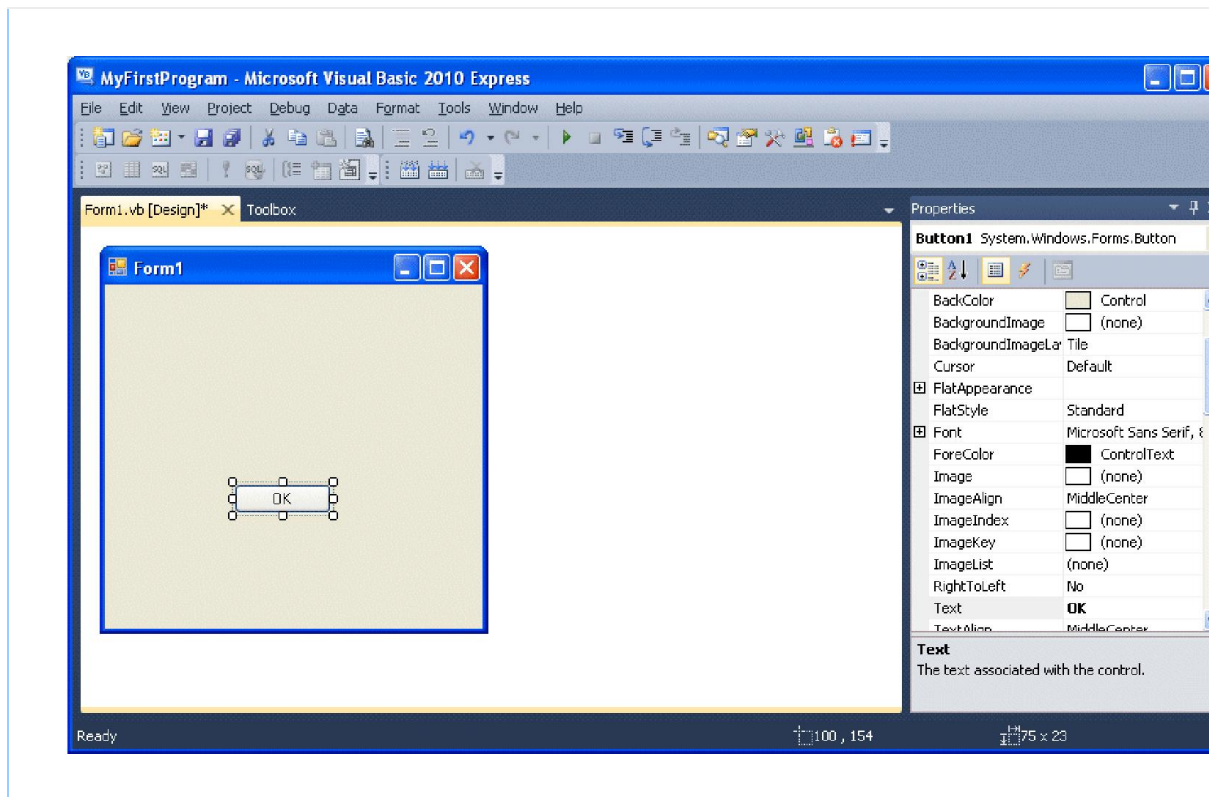 MyFirstProgram - Microsoft Visual Basic 2010 Express
File Edit View Project Debug Data Format Tools Window Help
Form1.vb [Design]* Toolbox
Form1
OK
Properties
Button1 System.Windows.Forms.Button
BackColor Control
BackgroundImage (none)
BackgroundImageLa Tile
Cursor Default
FlatAppearance
FlatStyle Standard
Font Microsoft Sans Serif, 8
ForeColor ControlText
Image (none)
ImageAlign MiddleCenter
ImageIndex (none)
ImageKey (none)
ImageList (none)
RightToLeft No
Text OK
TextAlign MiddleCenter
Text
The text associated with the control.
Ready 100 , 154 75 x 23